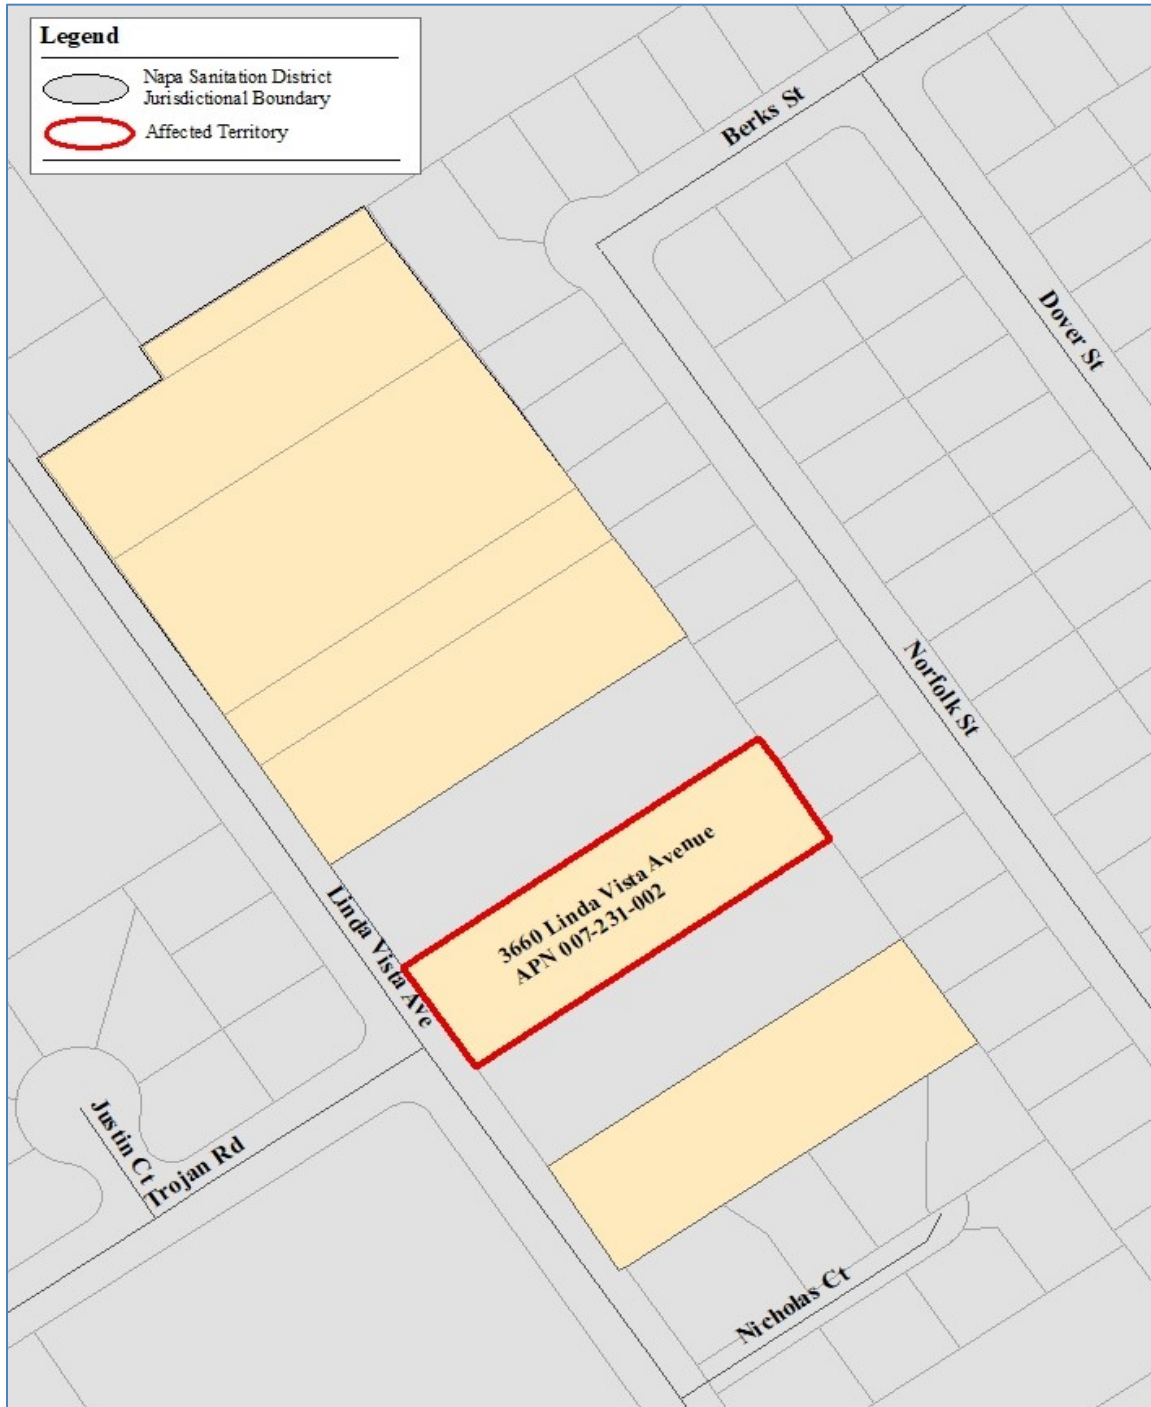 Legend
Napa Sanitation District
Jurisdictional Boundary
Affected Territory
Berks St
Dover St
Norfolk St
3660 Linda Vista Avenue
APN 007-231-002
Linda Vista Ave
Justin Ct
Trojan Rd
Nicholas Ct